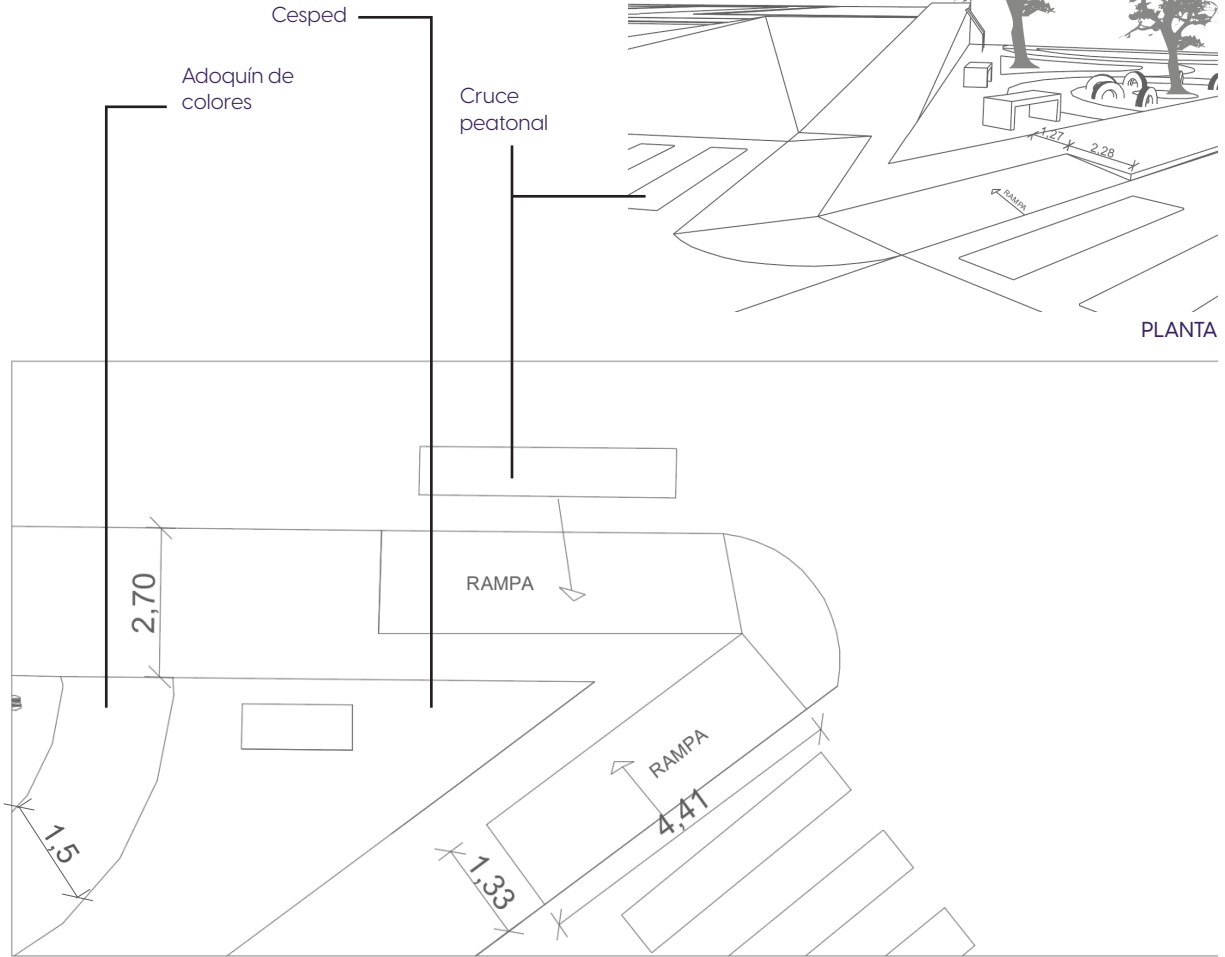 Cesped
Adoquín de
colores
Cruce
peatonal
1,27
2,28
RAMPA
PLANTA
RAMPA
2,70
RAMPA
4,41
1,33
1,5